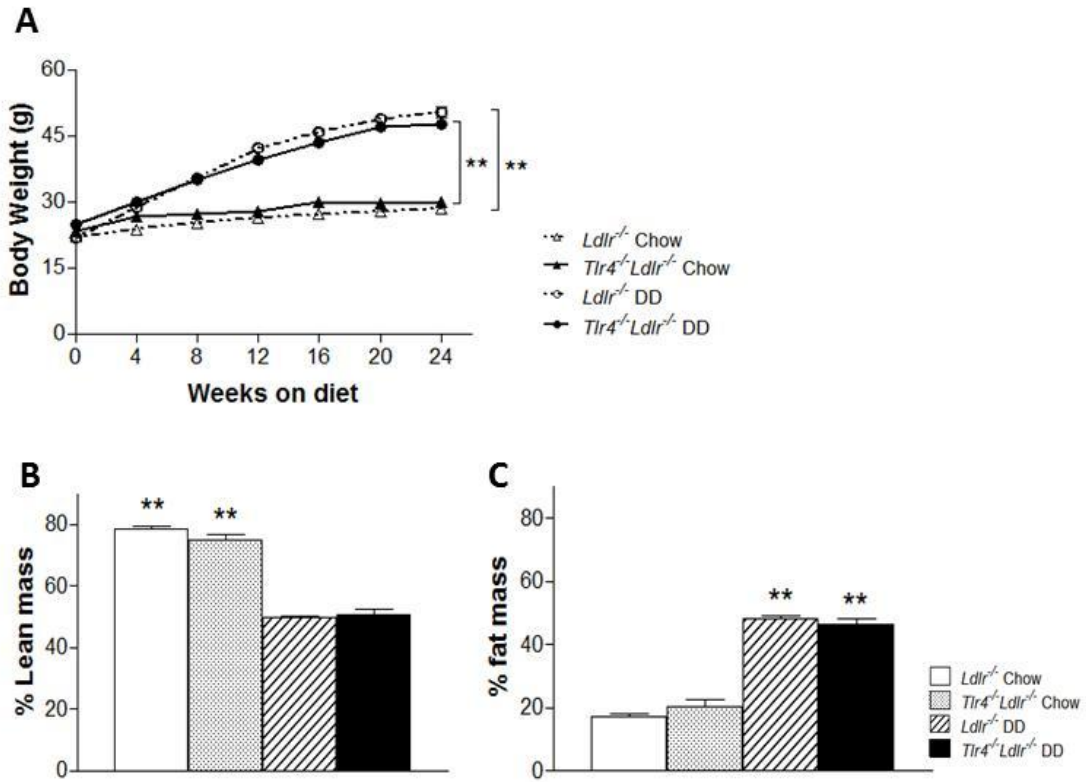 A
Body Weight (g)
60
45
30
15
0
0 4 8 12 16 20 24
Weeks on diet
**
**
Ldlr-/- Chow
Tlr4-/-Ldlr-/- Chow
Ldlr-/- DD
Tlr4-/-Ldlr-/- DD
B
% Lean mass
80
60
40
20
0
**
**
C
% fat mass
80
60
40
20
0
**
**
Ldlr-/- Chow
Tlr4-/-Ldlr-/- Chow
Ldlr-/- DD
Tlr4-/-Ldlr-/- DD